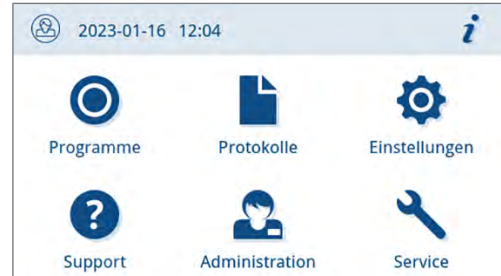 2023-01-16 12:04 i
Programme Protokolle Einstellungen
? 
Support Administration Service